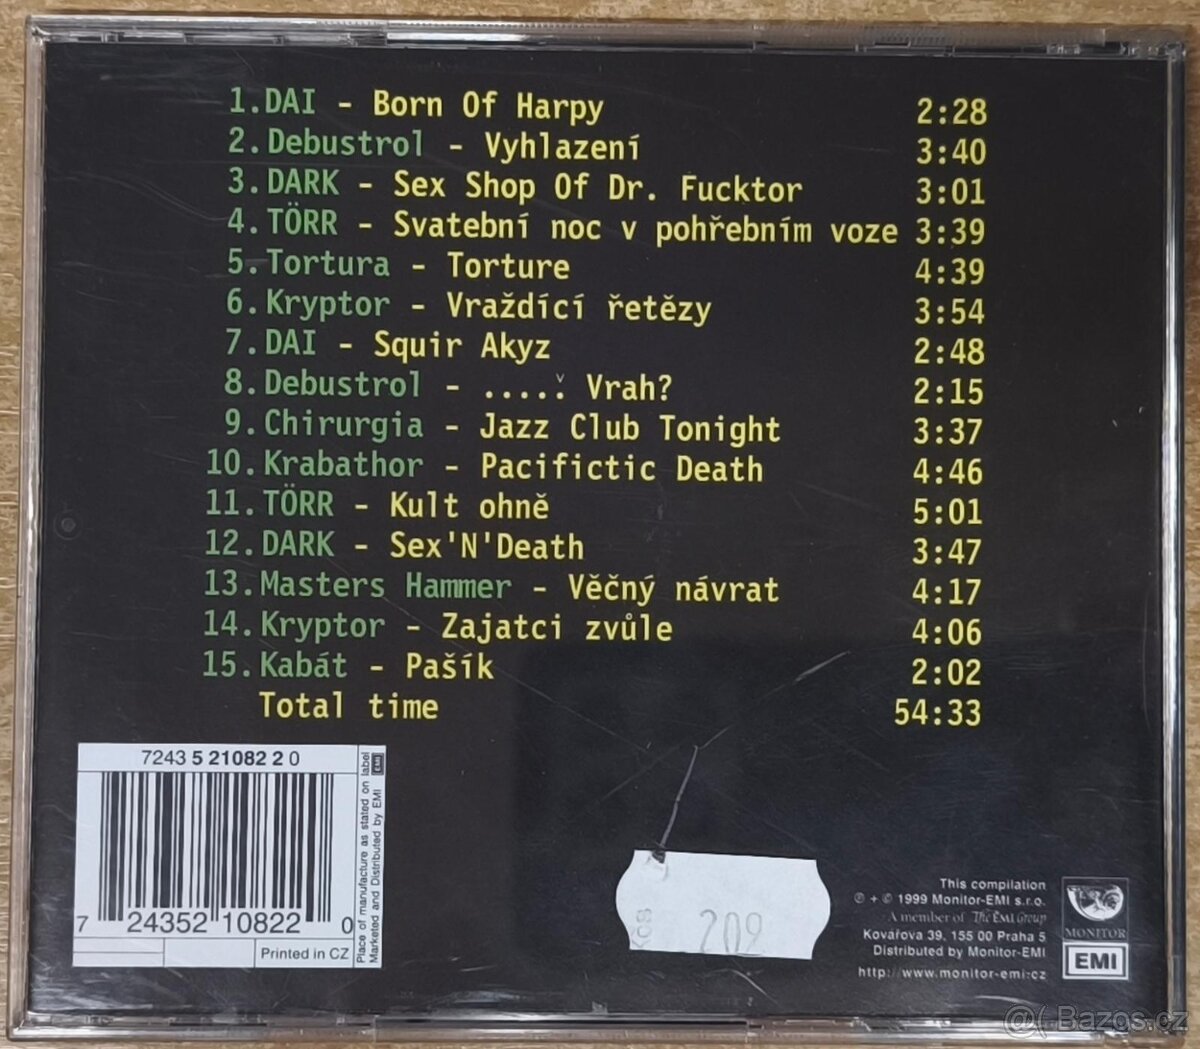 1. DAI - Born Of Harpy 2:28
2. Debustrol - Vyhlazení 3:40
3. DARK - Sex Shop Of Dr. Fucktor 3:01
4. TÖRR - Svatební noc v pohřebním voze 3:39
5. Tortura - Torture 4:39
6. Kryptor - Vraždící řetězy 3:54
7. DAI - Squir Akyz 2:48
8. Debustrol - ....ː̌ Vrah? 2:15
9. Chirurgia - Jazz Club Tonight 3:37
10. Krabathor - Pacifictic Death 4:46
11. TÖRR - Kult ohně 5:01
12. DARK - Sex'N'Death 3:47
13. Masters Hammer - Věčný návrat 4:17
14. Kryptor - Zajatci zvůle 4:06
15. Kabát - Pašík 2:02
Total time 54:33
7243 5 21082 2 0
7 24352 10822 0
Printed in CZ
Place of manufacture as stated on label
Marketed and Distributed by EMI
EMI
209
This compilation
℗ + © 1999 Monitor-EMI s.r.o.
A member of The EMI Group
Kovářova 39, 155 00 Praha 5
Distributed by Monitor-EMI
http://www.monitor-emi.cz
MONITOR
EMI
@( Bazos.cz